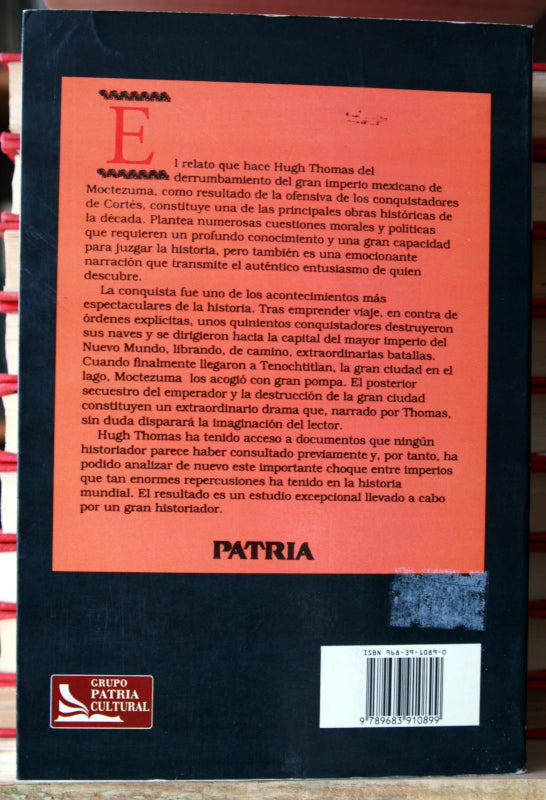 El relato que hace Hugh Thomas del
derrumbamiento del gran imperio mexicano de
Moctezuma, como resultado de la ofensiva de los conquistadores
de Cortés, constituye una de las principales obras históricas de
la década. Plantea numerosas cuestiones morales y políticas
que requieren un profundo conocimiento y una gran capacidad
para juzgar la historia, pero también es una emocionante
narración que transmite el auténtico entusiasmo de quien
descubre.
La conquista fue uno de los acontecimientos más
espectaculares de la historia. Tras emprender viaje, en contra de
órdenes explícitas, unos quinientos conquistadores destruyeron
sus naves y se dirigieron hacia la capital del mayor imperio del
Nuevo Mundo, librando, de camino, extraordinarias batallas.
Cuando finalmente llegaron a Tenochtitlan, la gran ciudad en el
lago, Moctezuma los acogió con gran pompa. El posterior
secuestro del emperador y la destrucción de la gran ciudad
constituyen un extraordinario drama que, narrado por Thomas,
sin duda disparará la imaginación del lector.
Hugh Thomas ha tenido acceso a documentos que ningún
historiador parece haber consultado previamente y, por tanto, ha
podido analizar de nuevo este importante choque entre imperios
que tan enormes repercusiones ha tenido en la historia
mundial. El resultado es un estudio excepcional llevado a cabo
por un gran historiador.
PATRIA
GRUPO
PATRIA
CULTURAL
ISBN 968-39-1089-0
9 789683 910899